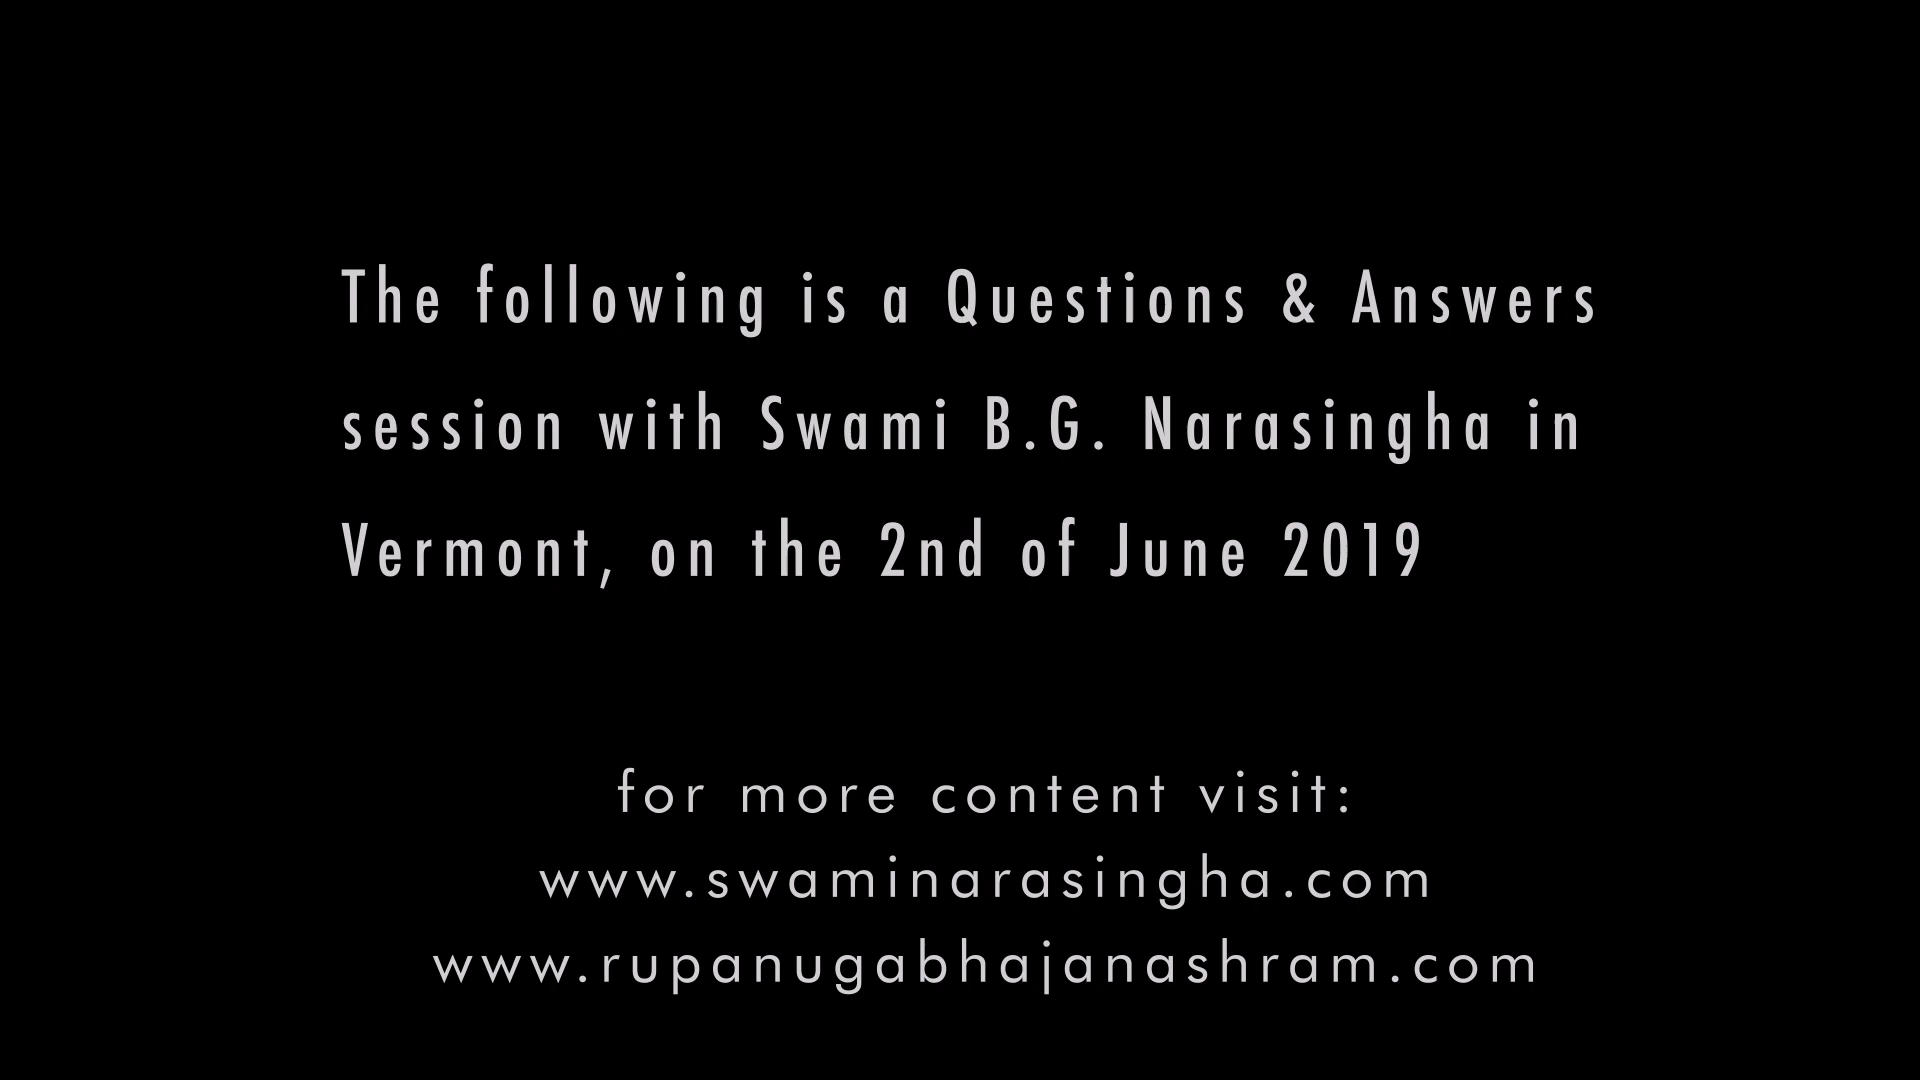 The following is a Questions & Answers
session with Swami B.G. Narasingha in
Vermont, on the 2nd of June 2019
for more content visit:
www.swaminarasingha.com
www.rupanugabhajanashram.com